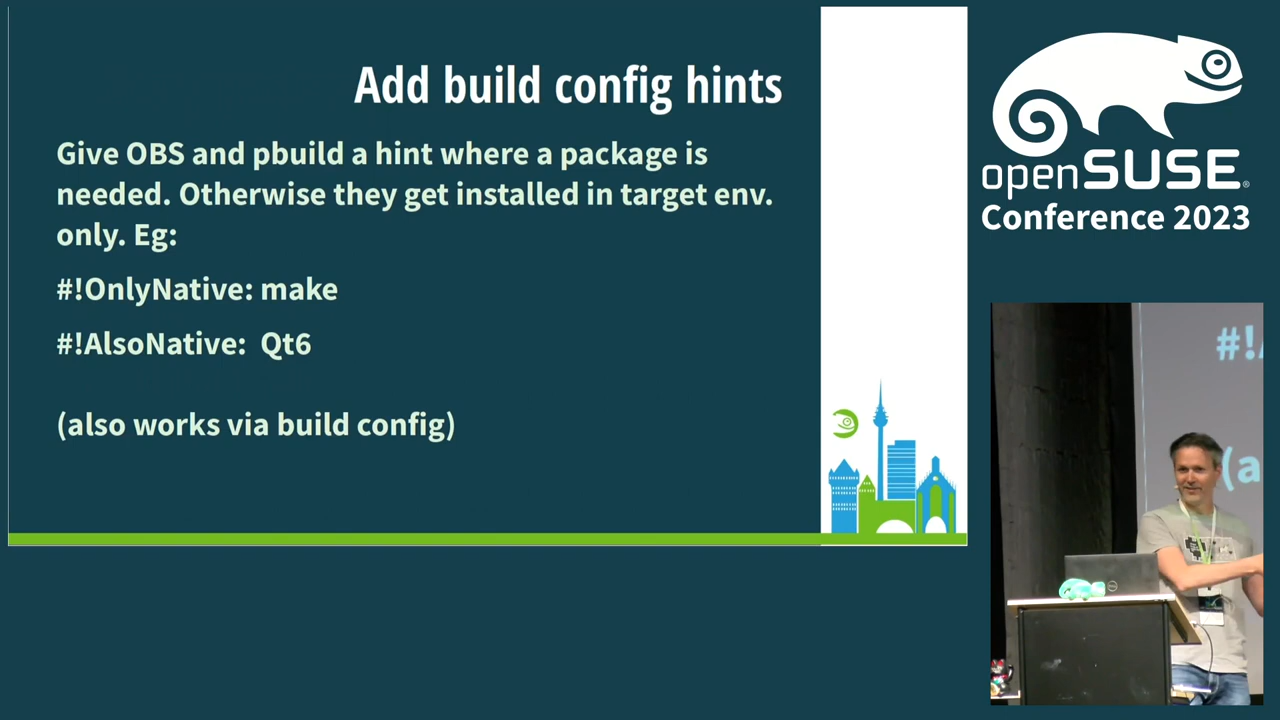 Add build config hints
Give OBS and pbuild a hint where a package is
needed. Otherwise they get installed in target env.
only. Eg:
#!OnlyNative: make
#!AlsoNative:  Qt6
(also works via build config)
openSUSE®
Conference 2023
#!A
(a